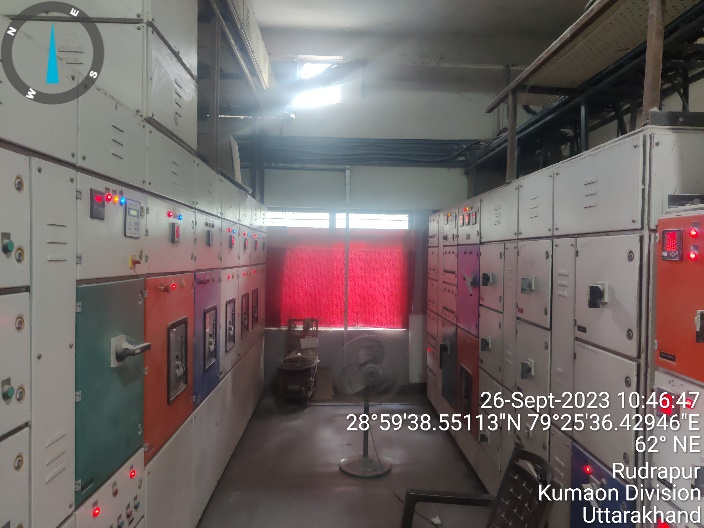 N
E
S
W
26-Sept-2023 10:46:47
28°59'38.55113"N 79°25'36.42946"E
62° NE
Rudrapur
Kumaon Division
Uttarakhand